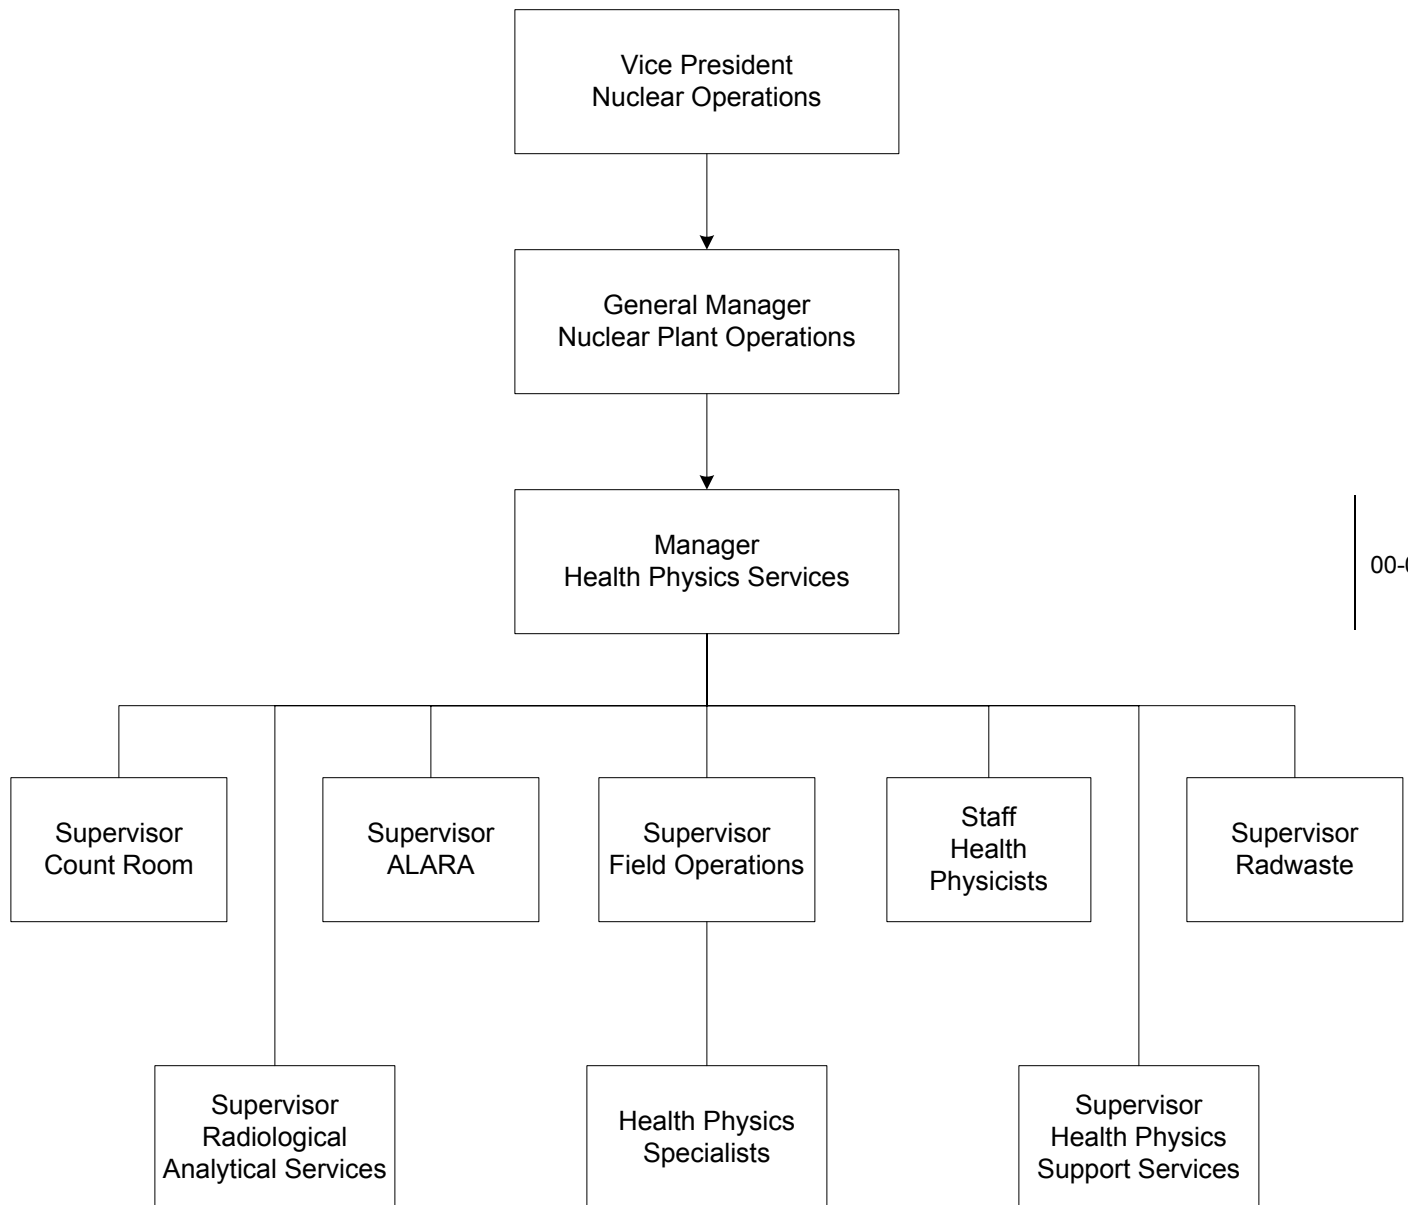 Vice President
Nuclear Operations
General Manager
Nuclear Plant Operations
Manager
Health Physics Services
Supervisor
Count Room
Supervisor
ALARA
Supervisor
Field Operations
Staff
Health
Physicists
Supervisor
Radwaste
Supervisor
Radiological
Analytical Services
Health Physics
Specialists
Supervisor
Health Physics
Support Services